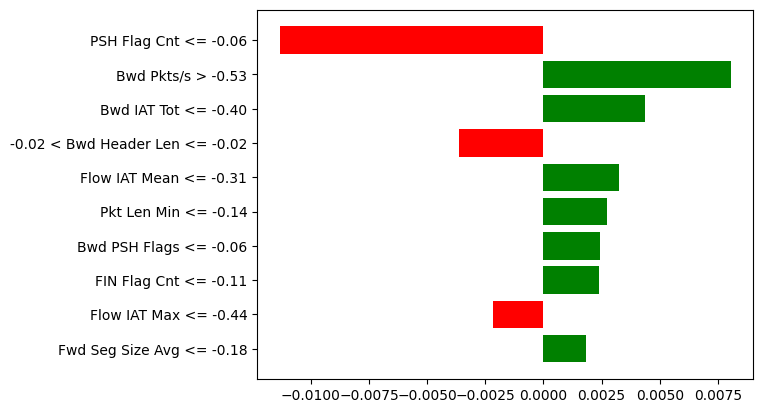 PSH Flag Cnt <= -0.06
Bwd Pkts/s > -0.53
Bwd IAT Tot <= -0.40
-0.02 < Bwd Header Len <= -0.02
Flow IAT Mean <= -0.31
Pkt Len Min <= -0.14
Bwd PSH Flags <= -0.06
FIN Flag Cnt <= -0.11
Flow IAT Max <= -0.44
Fwd Seg Size Avg <= -0.18
−0.0100 −0.0075 −0.0050 −0.0025 0.0000 0.0025 0.0050 0.0075